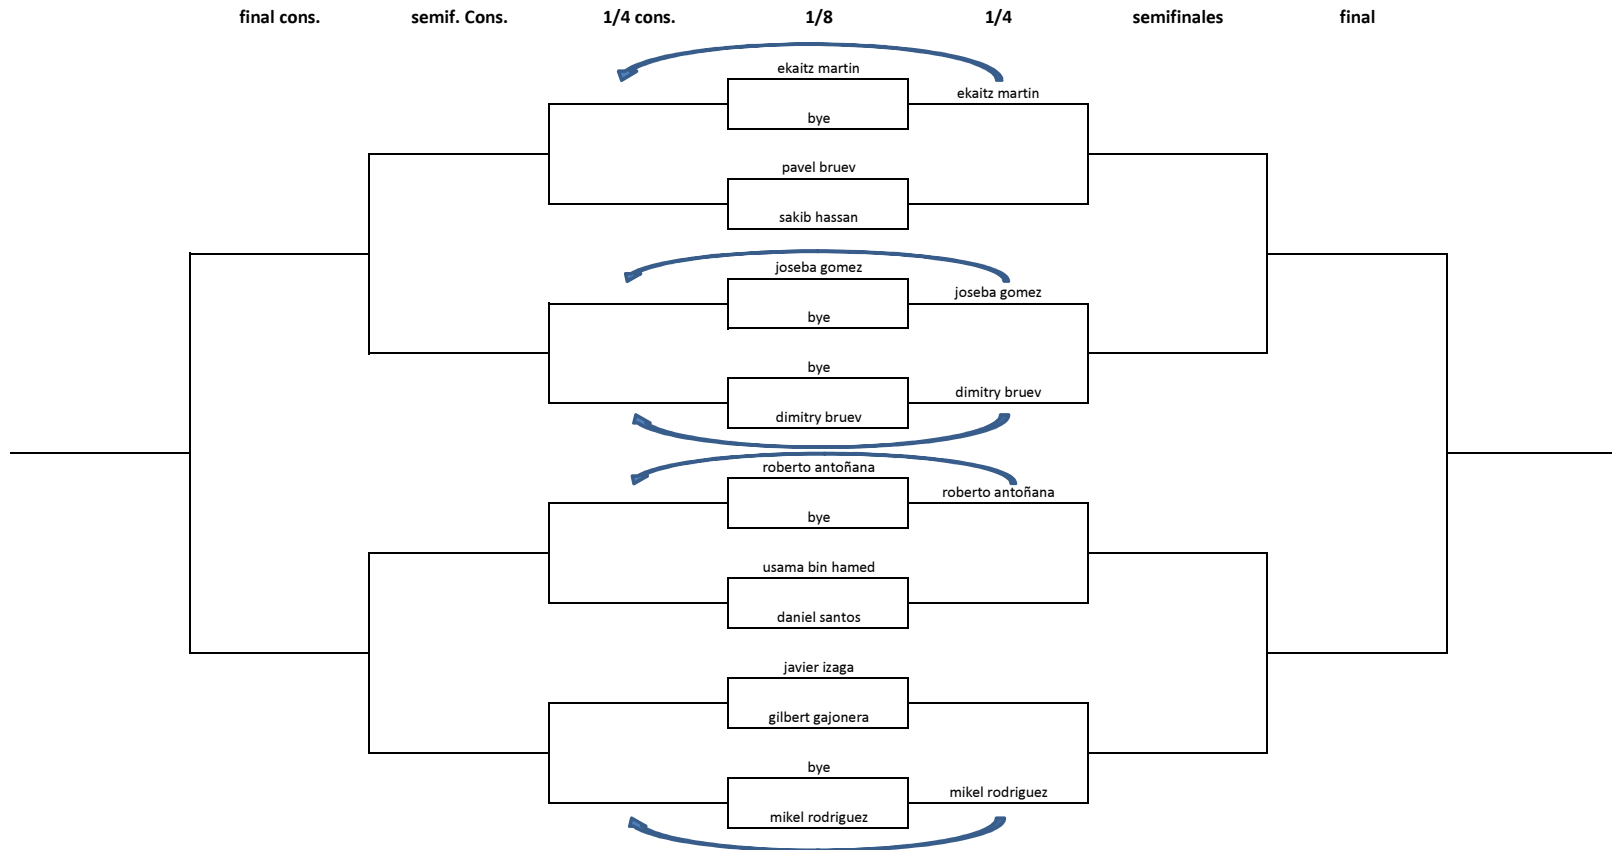 final cons. semif. Cons. 1/4 cons. 1/8 1/4 semifinales final
ekaitz martin
ekaitz martin
bye
pavel bruev
sakib hassan
joseba gomez
joseba gomez
bye
bye
dimitry bruev
dimitry bruev
roberto antoñana
roberto antoñana
bye
usama bin hamed
daniel santos
javier izaga
gilbert gajonera
bye
mikel rodriguez
mikel rodriguez